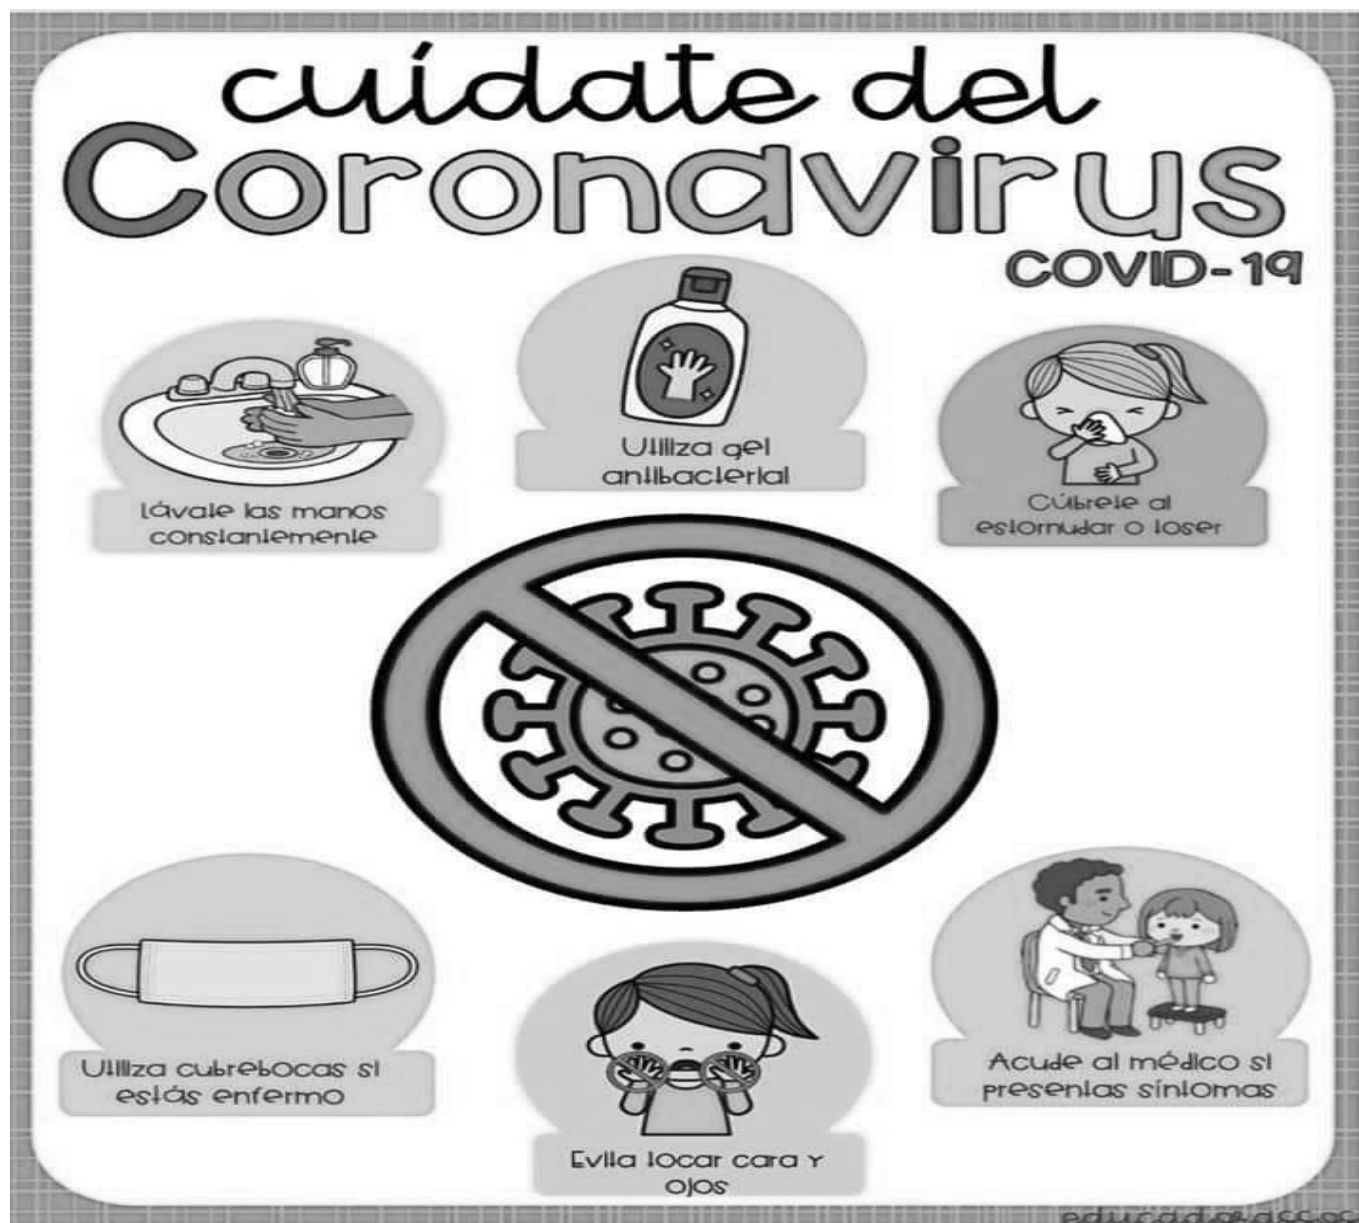 cuídate del
Coronavirus
COVID-19
Utiliza gel
antibacterial
Lávate las manos
constantemente
Cúbrete al
estornudar o toser
Utiliza cubrebocas si
estás enfermo
Acude al médico si
presentas síntomas
Evita tocar cara y
ojos